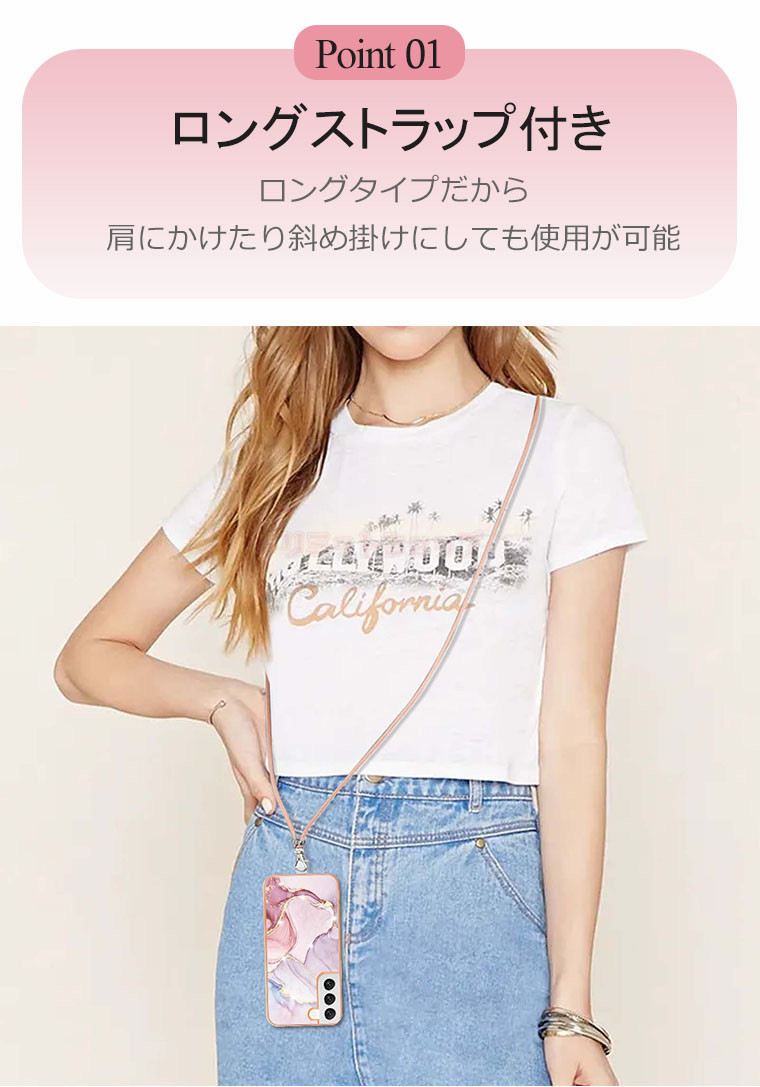 Point 01
ロングストラップ付き
ロングタイプだから
肩にかけたり斜め掛けにしても使用が可能
HOLLYWOOD
California